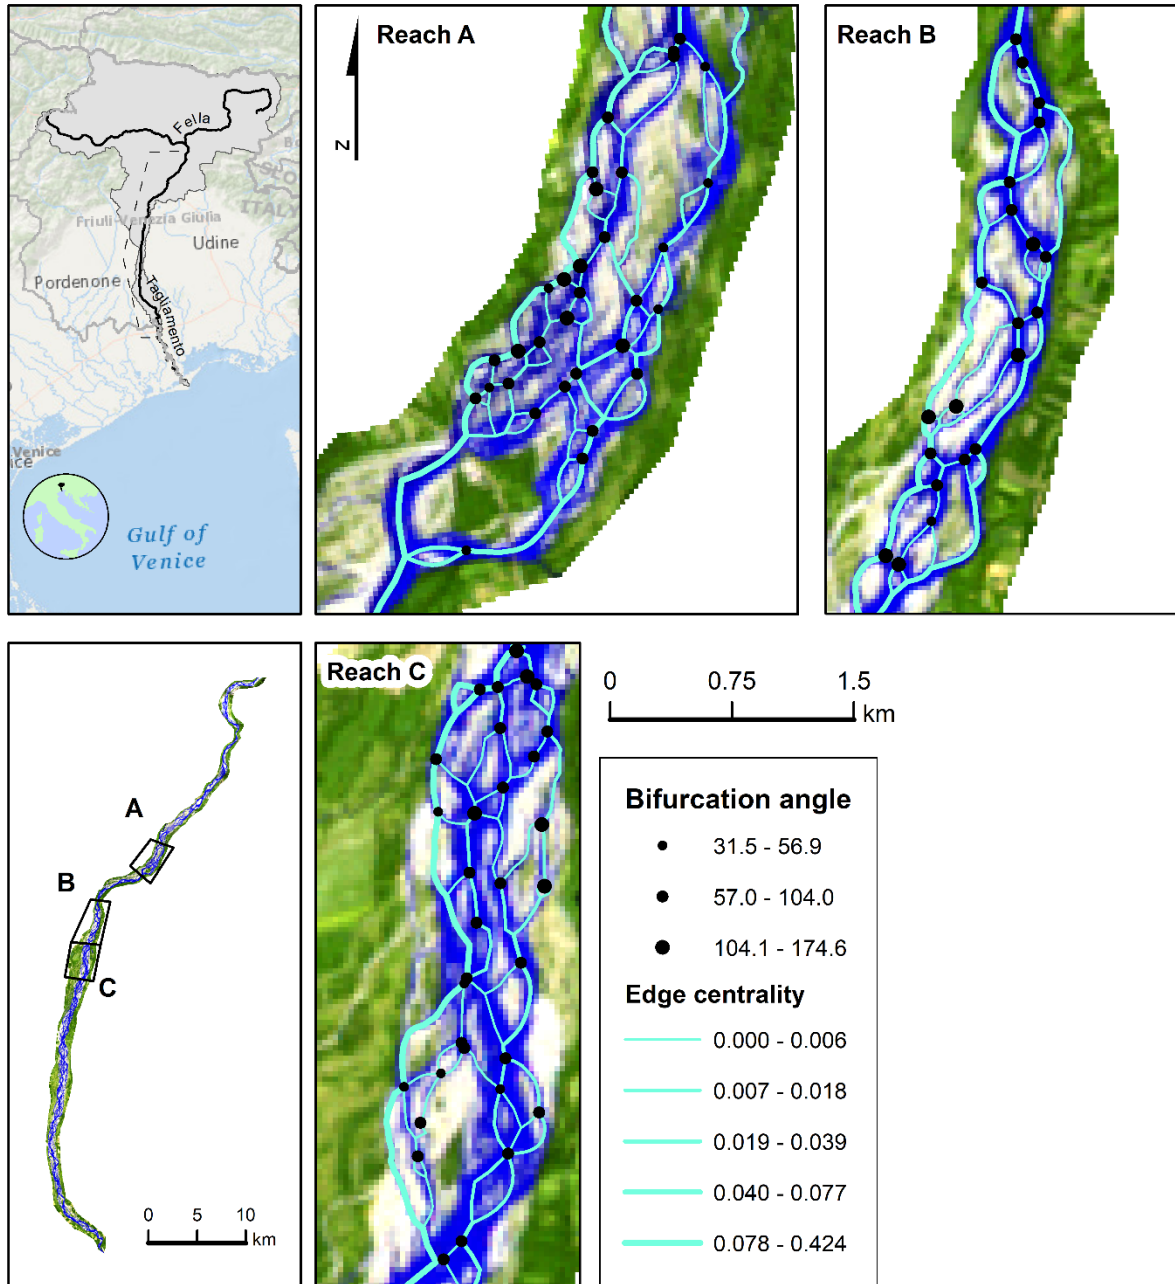 Fella
Friuli-Venezia Giulia
ITALY
Udine
Pordenone
Tagliamento
Venice
Gulf of
Venice
Reach A
N
Reach B
A
B
C
0 5 10
km
Reach C
0 0.75 1.5
km
Bifurcation angle
31.5 - 56.9
57.0 - 104.0
104.1 - 174.6
Edge centrality
0.000 - 0.006
0.007 - 0.018
0.019 - 0.039
0.040 - 0.077
0.078 - 0.424